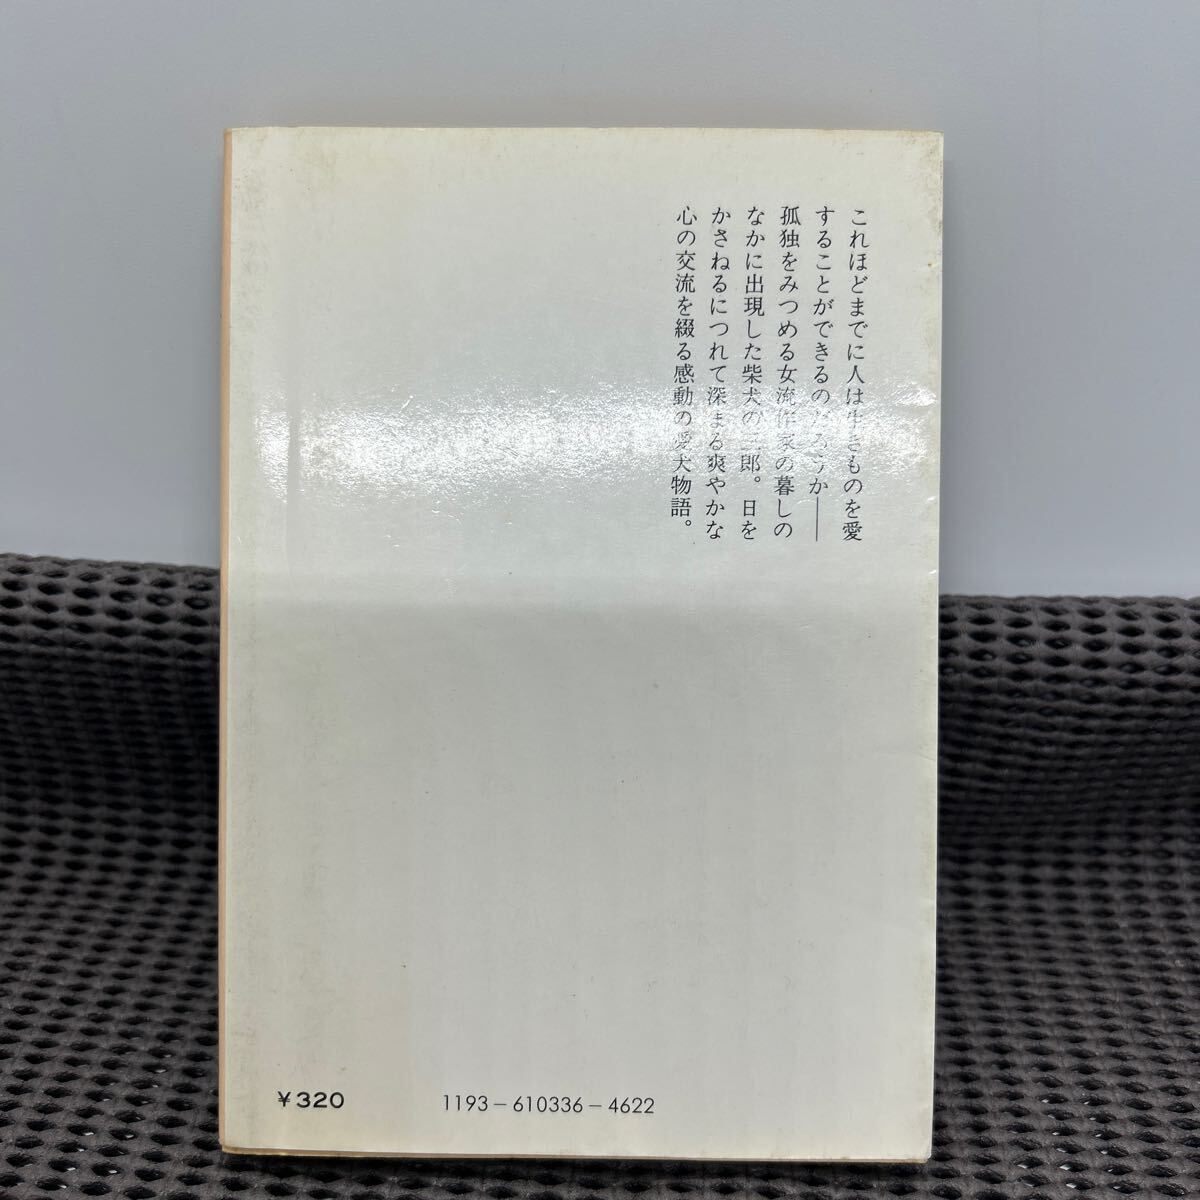 これほどまでに人は生きものを愛
することができるのだろうか――
孤独をみつめる女流作家の暮しの
なかに出現した柴犬の二郎。日を
かさねるにつれて深まる爽やかな
心の交流を綴る感動の愛犬物語。
¥320
1193-610336-4622